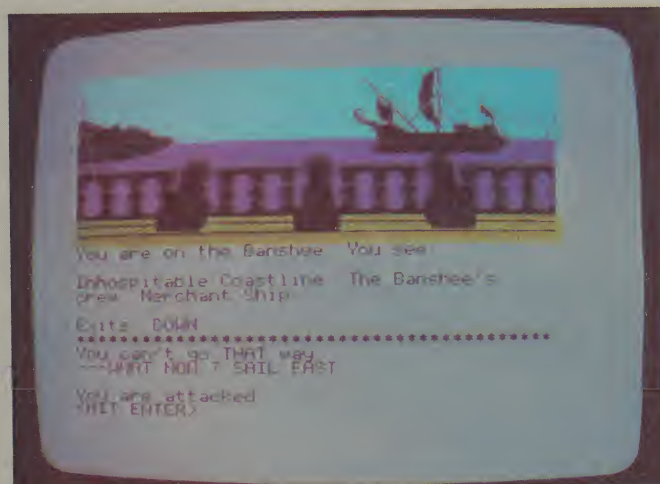 You are on the Banshee You see
Inhospitable Coastline The Banshee's
crew Merchant Ship
Exits DOWN
****************************************
You can't go THAT way
---WHAT NOW ? SAIL EAST
You are attacked
<HIT ENTER>